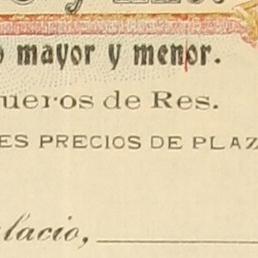 o mayor y menor.
ueros de Res.
ES PRECIOS DE PLAZ
lacio,